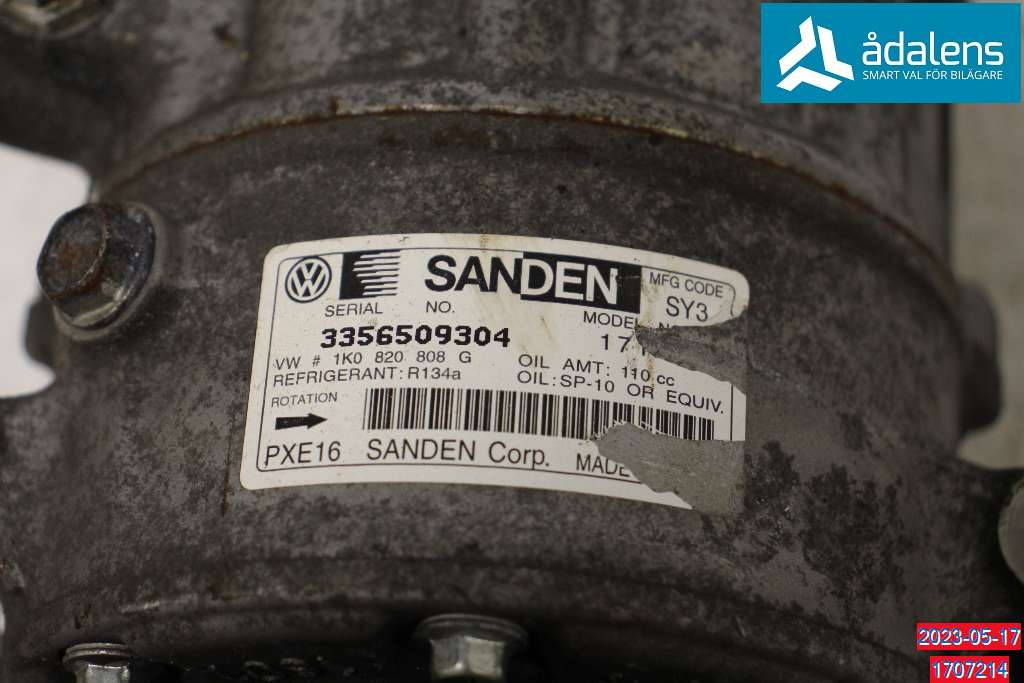 ådalens
SMART VAL FÖR BILÄGARE
VW SANDEN MFG CODE
SY3
SERIAL NO. MODEL
3356509304 17
VW # 1K0 820 808 G OIL AMT: 110 cc
REFRIGERANT: R134a OIL: SP-10 OR EQUIV.
ROTATION
PXE16 SANDEN Corp. MADE
2023-05-17
1707214